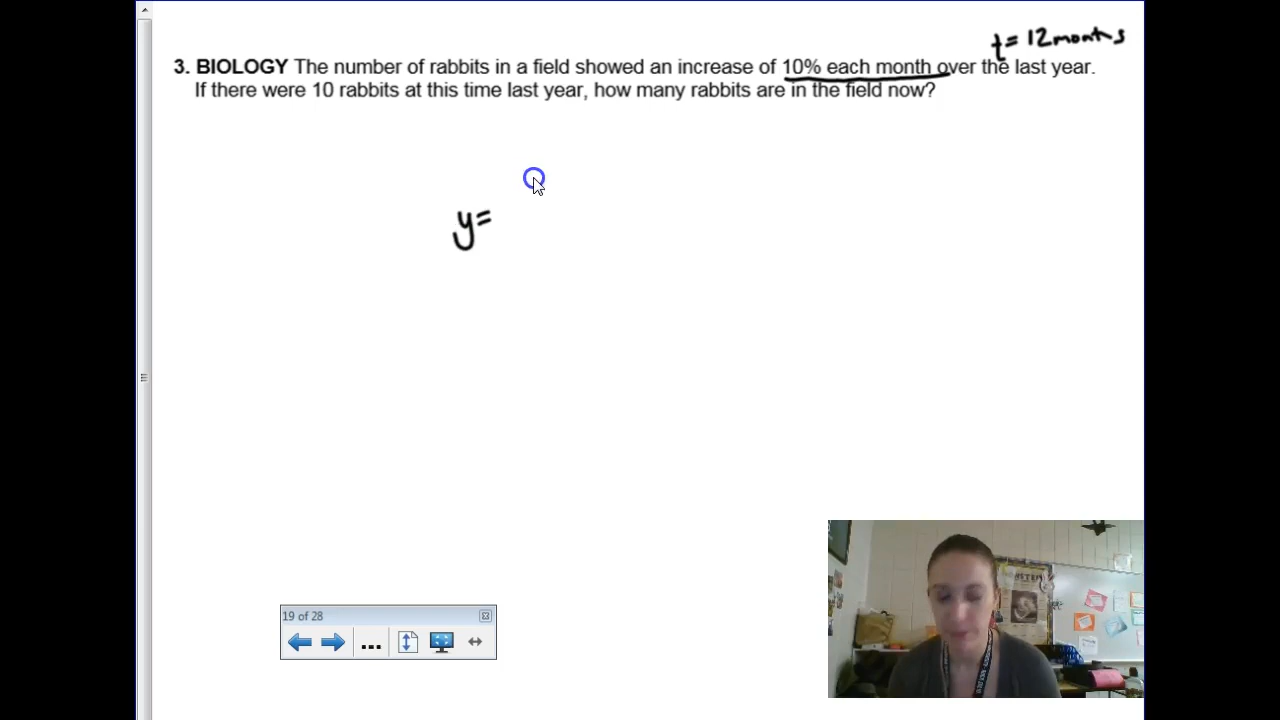 t= 12 months
3. BIOLOGY The number of rabbits in a field showed an increase of 10% each month over the last year.
If there were 10 rabbits at this time last year, how many rabbits are in the field now?
y=
19 of 28